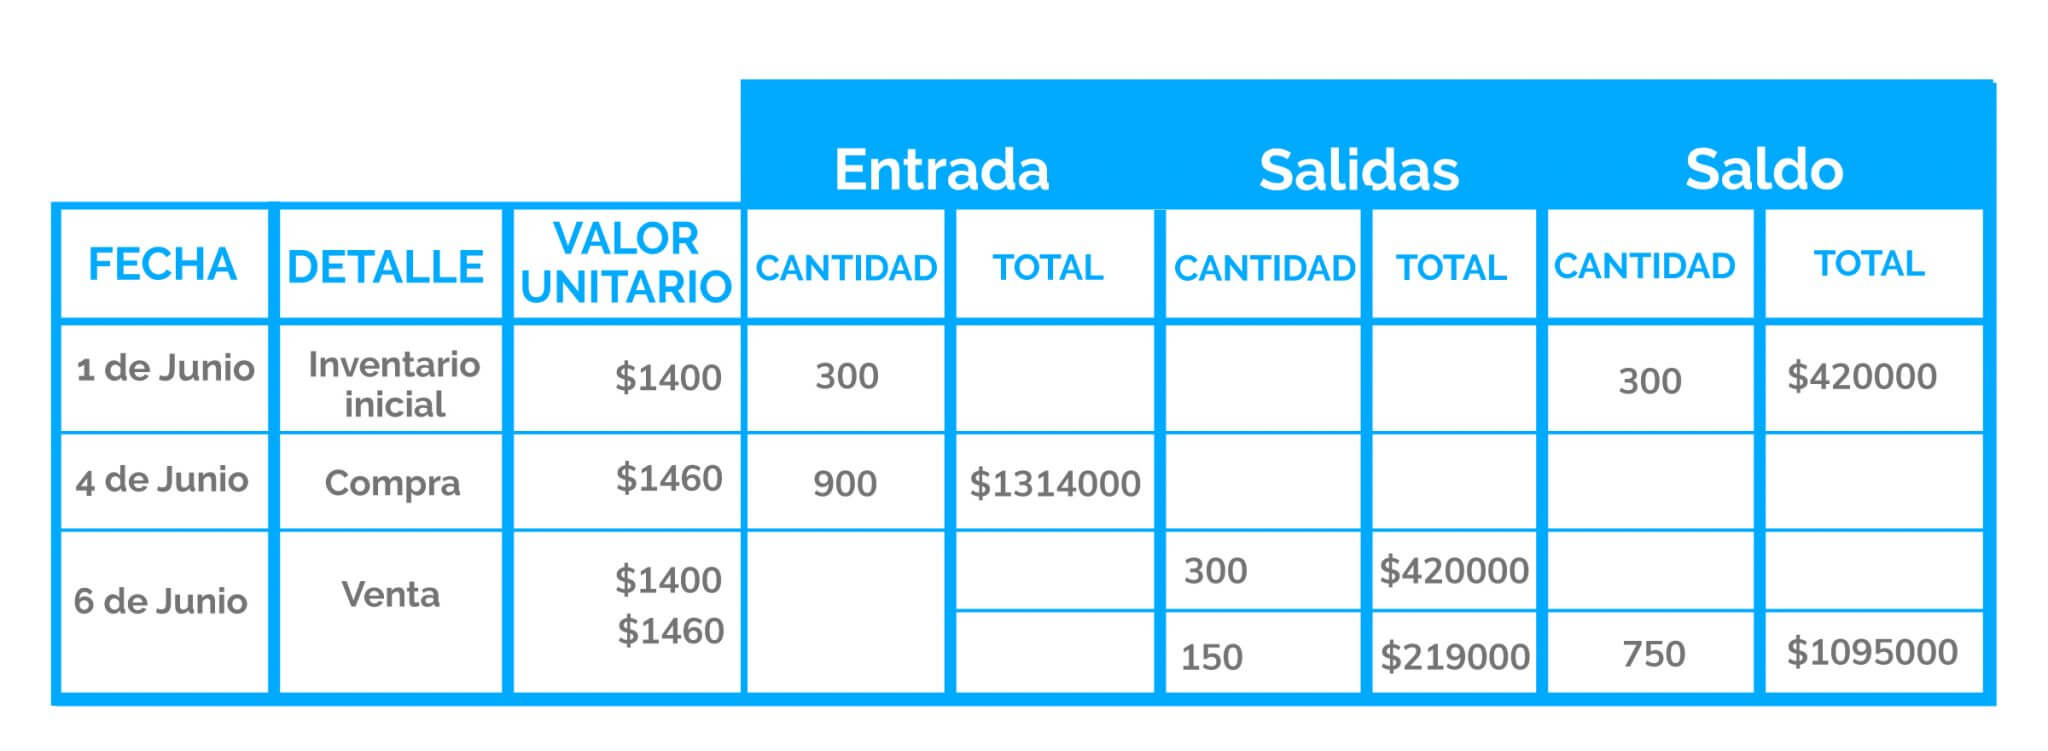 Entrada Salidas Saldo
FECHA DETALLE VALOR UNITARIO CANTIDAD TOTAL CANTIDAD TOTAL CANTIDAD TOTAL
1 de Junio Inventario inicial $1400 300 300 $420000
4 de Junio Compra $1460 900 $1314000
6 de Junio Venta $1400 300 $420000
$1460 150 $219000 750 $1095000